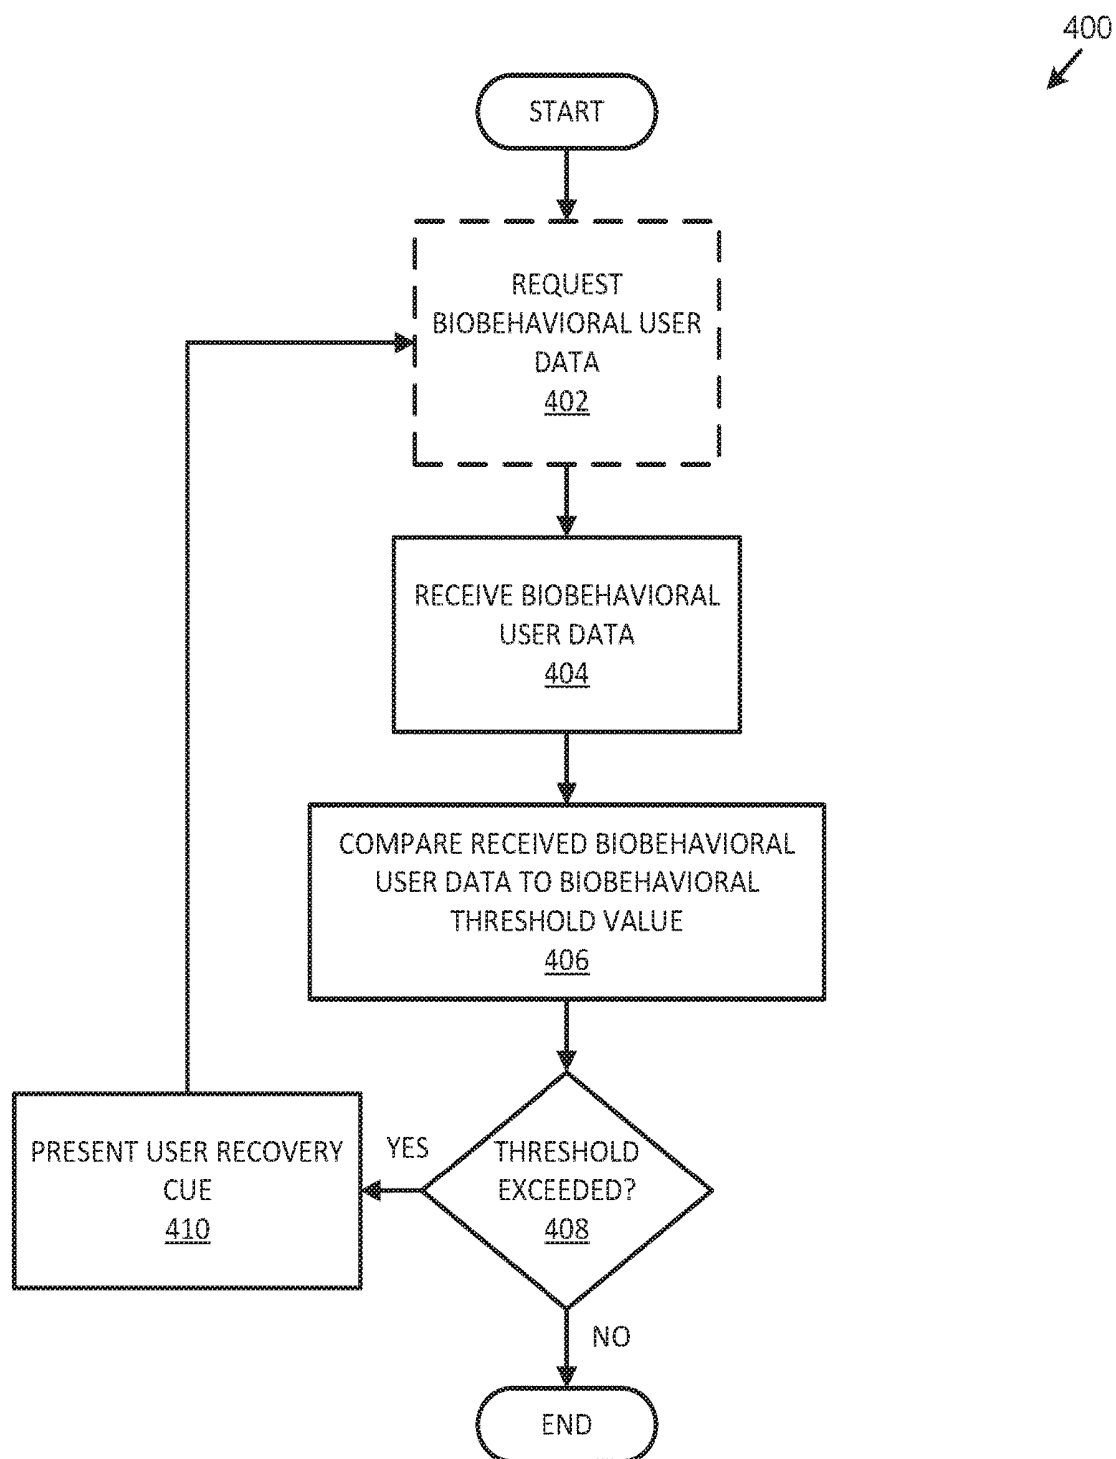 400
START
REQUEST
BIOBEHAVIORAL USER
DATA
402
RECEIVE BIOBEHAVIORAL
USER DATA
404
COMPARE RECEIVED BIOBEHAVIORAL
USER DATA TO BIOBEHAVIORAL
THRESHOLD VALUE
406
THRESHOLD
EXCEEDED?
408
YES
PRESENT USER RECOVERY
CUE
410
NO
END